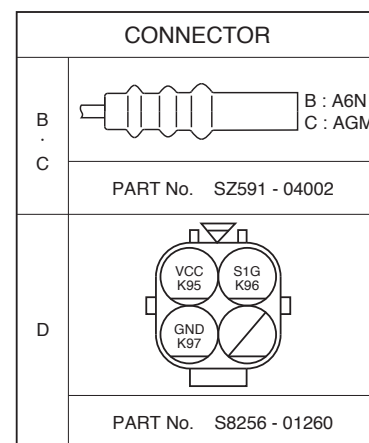 CONNECTOR
B
·
C
B : A6N
C : AGM
PART No. SZ591 - 04002
D
VCC
K95
S1G
K96
GND
K97
PART No. S8256 - 01260